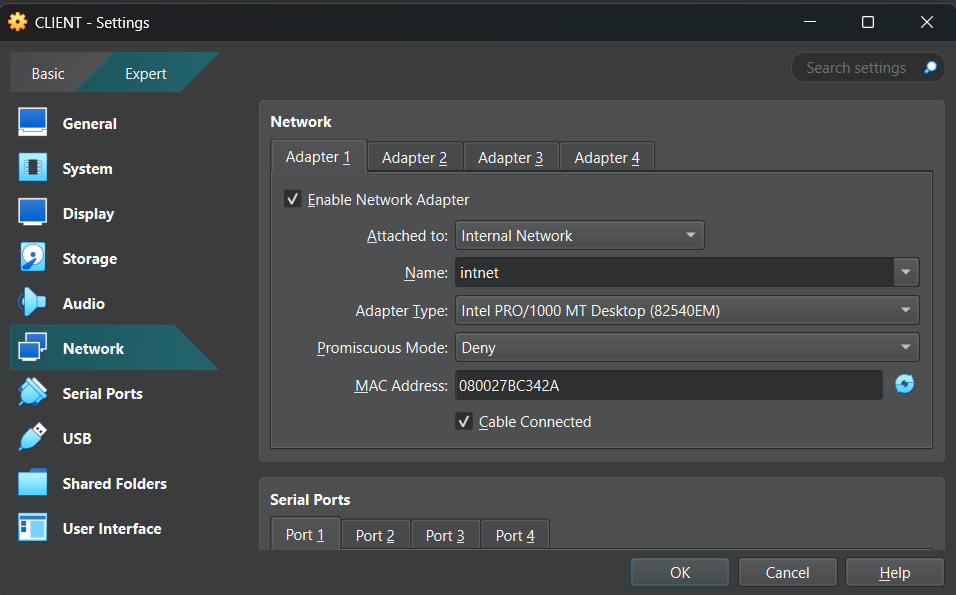 CLIENT - Settings
Basic
Expert
Search settings
General
System
Display
Storage
Audio
Network
Serial Ports
USB
Shared Folders
User Interface
Network
Adapter 1 Adapter 2 Adapter 3 Adapter 4
Enable Network Adapter
Attached to: Internal Network
Name: intnet
Adapter Type: Intel PRO/1000 MT Desktop (82540EM)
Promiscuous Mode: Deny
MAC Address: 080027BC342A
Cable Connected
Serial Ports
Port 1 Port 2 Port 3 Port 4
OK Cancel Help